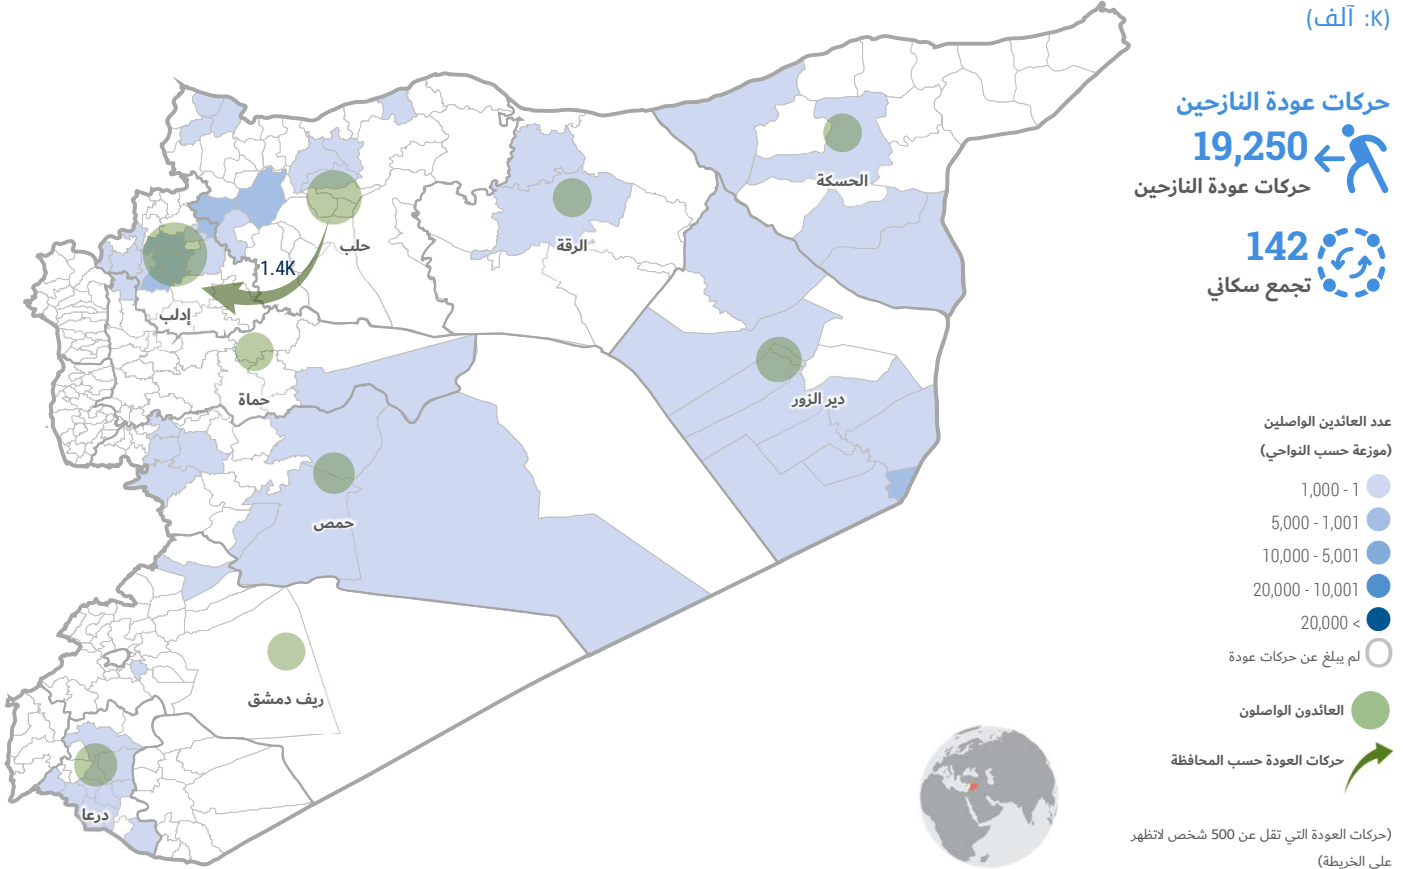 (K: آلف)
حركات عودة النازحين
19,250
حركات عودة النازحين
142
تجمع سكاني
الحسكة
حلب
الرقة
1.4K
إدلب
حماة
دير الزور
حمص
ريف دمشق
درعا
عدد العائدين الواصلين
(موزعة حسب النواحي)
1,000 - 1
5,000 - 1,001
10,000 - 5,001
20,000 - 10,001
20,000 <
لم يبلغ عن حركات عودة
العائدون الواصلون
حركات العودة حسب المحافظة
(حركات العودة التي تقل عن 500 شخص لاتظهر
على الخريطة)